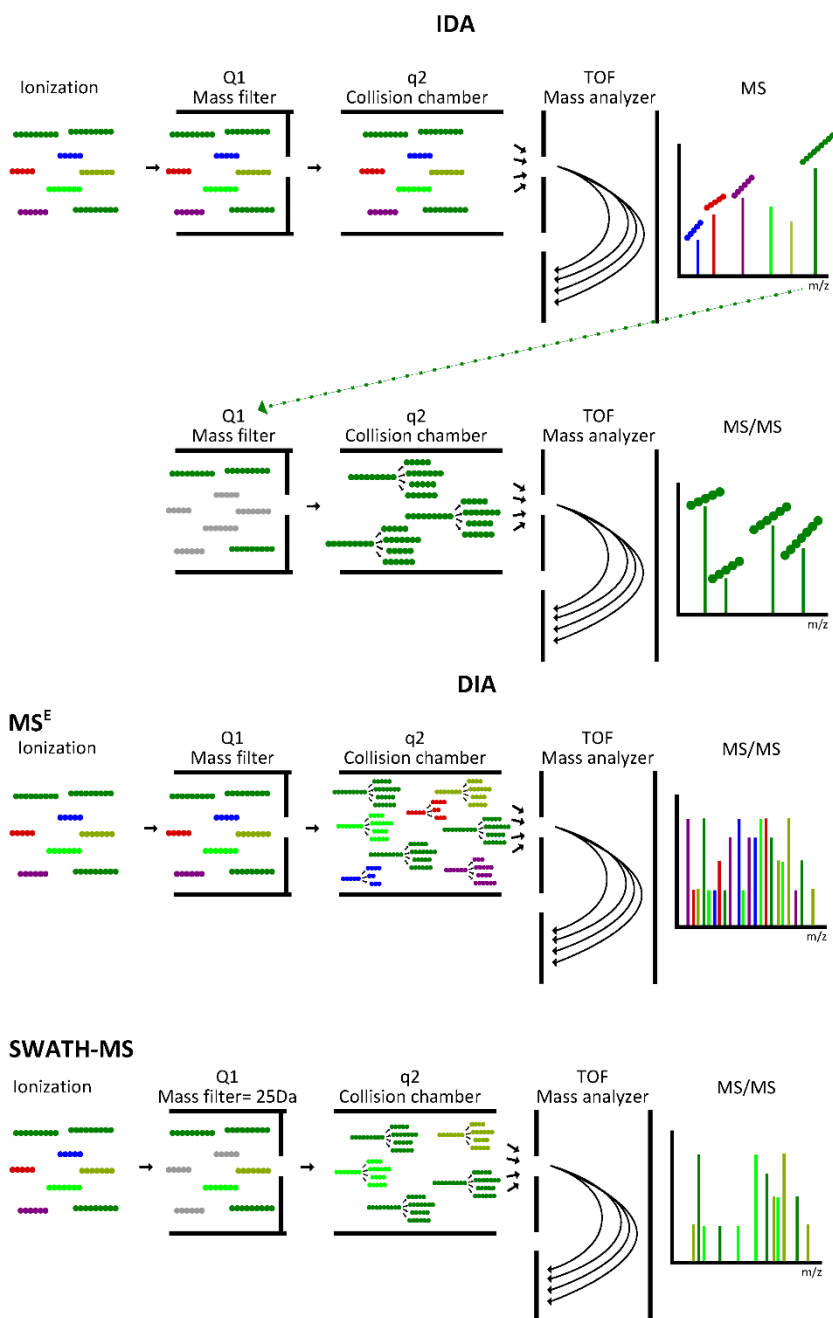 IDA
Ionization
Q1
Mass filter
q2
Collision chamber
TOF
Mass analyzer
MS
m/z
Q1
Mass filter
q2
Collision chamber
TOF
Mass analyzer
MS/MS
m/z
DIA
MSE
Ionization
Q1
Mass filter
q2
Collision chamber
TOF
Mass analyzer
MS/MS
m/z
SWATH-MS
Ionization
Q1
Mass filter= 25Da
q2
Collision chamber
TOF
Mass analyzer
MS/MS
m/z